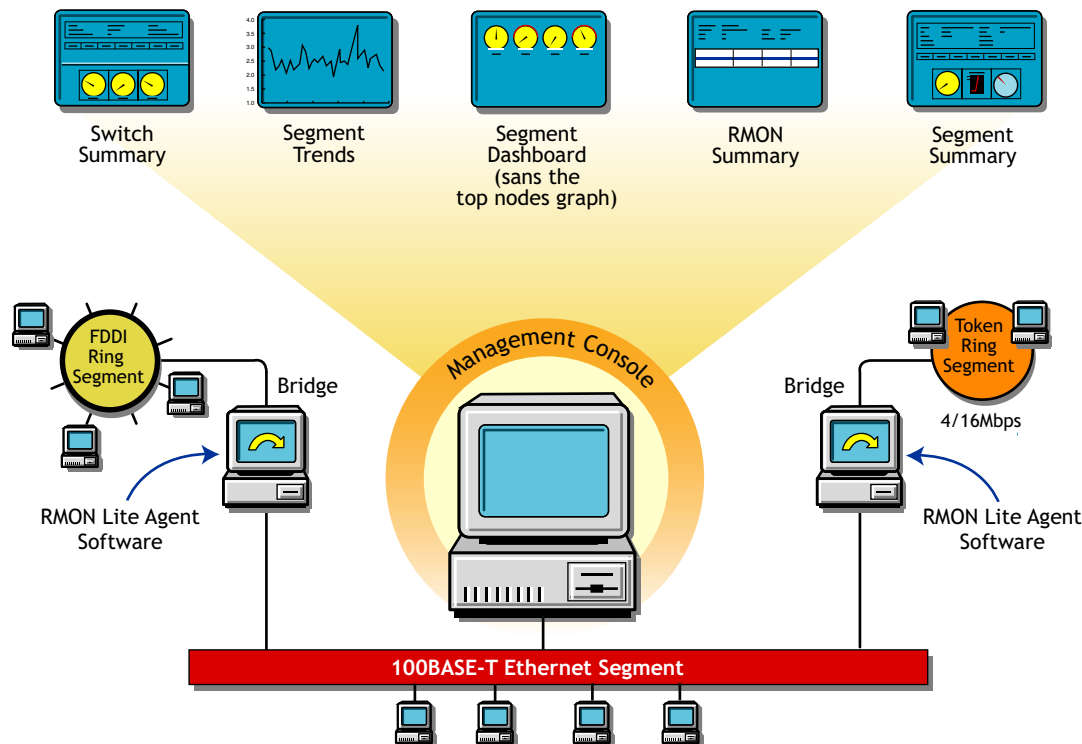 4.0
3.5
3.0
2.5
2.0
1.5
1.0
Switch
Summary
Segment
Trends
Segment
Dashboard
(sans the
top nodes graph)
RMON
Summary
Segment
Summary
FDDI
Ring
Segment
Bridge
RMON Lite Agent
Software
Management Console
Token
Ring
Segment
4/16Mbps
Bridge
RMON Lite Agent
Software
100BASE-T Ethernet Segment